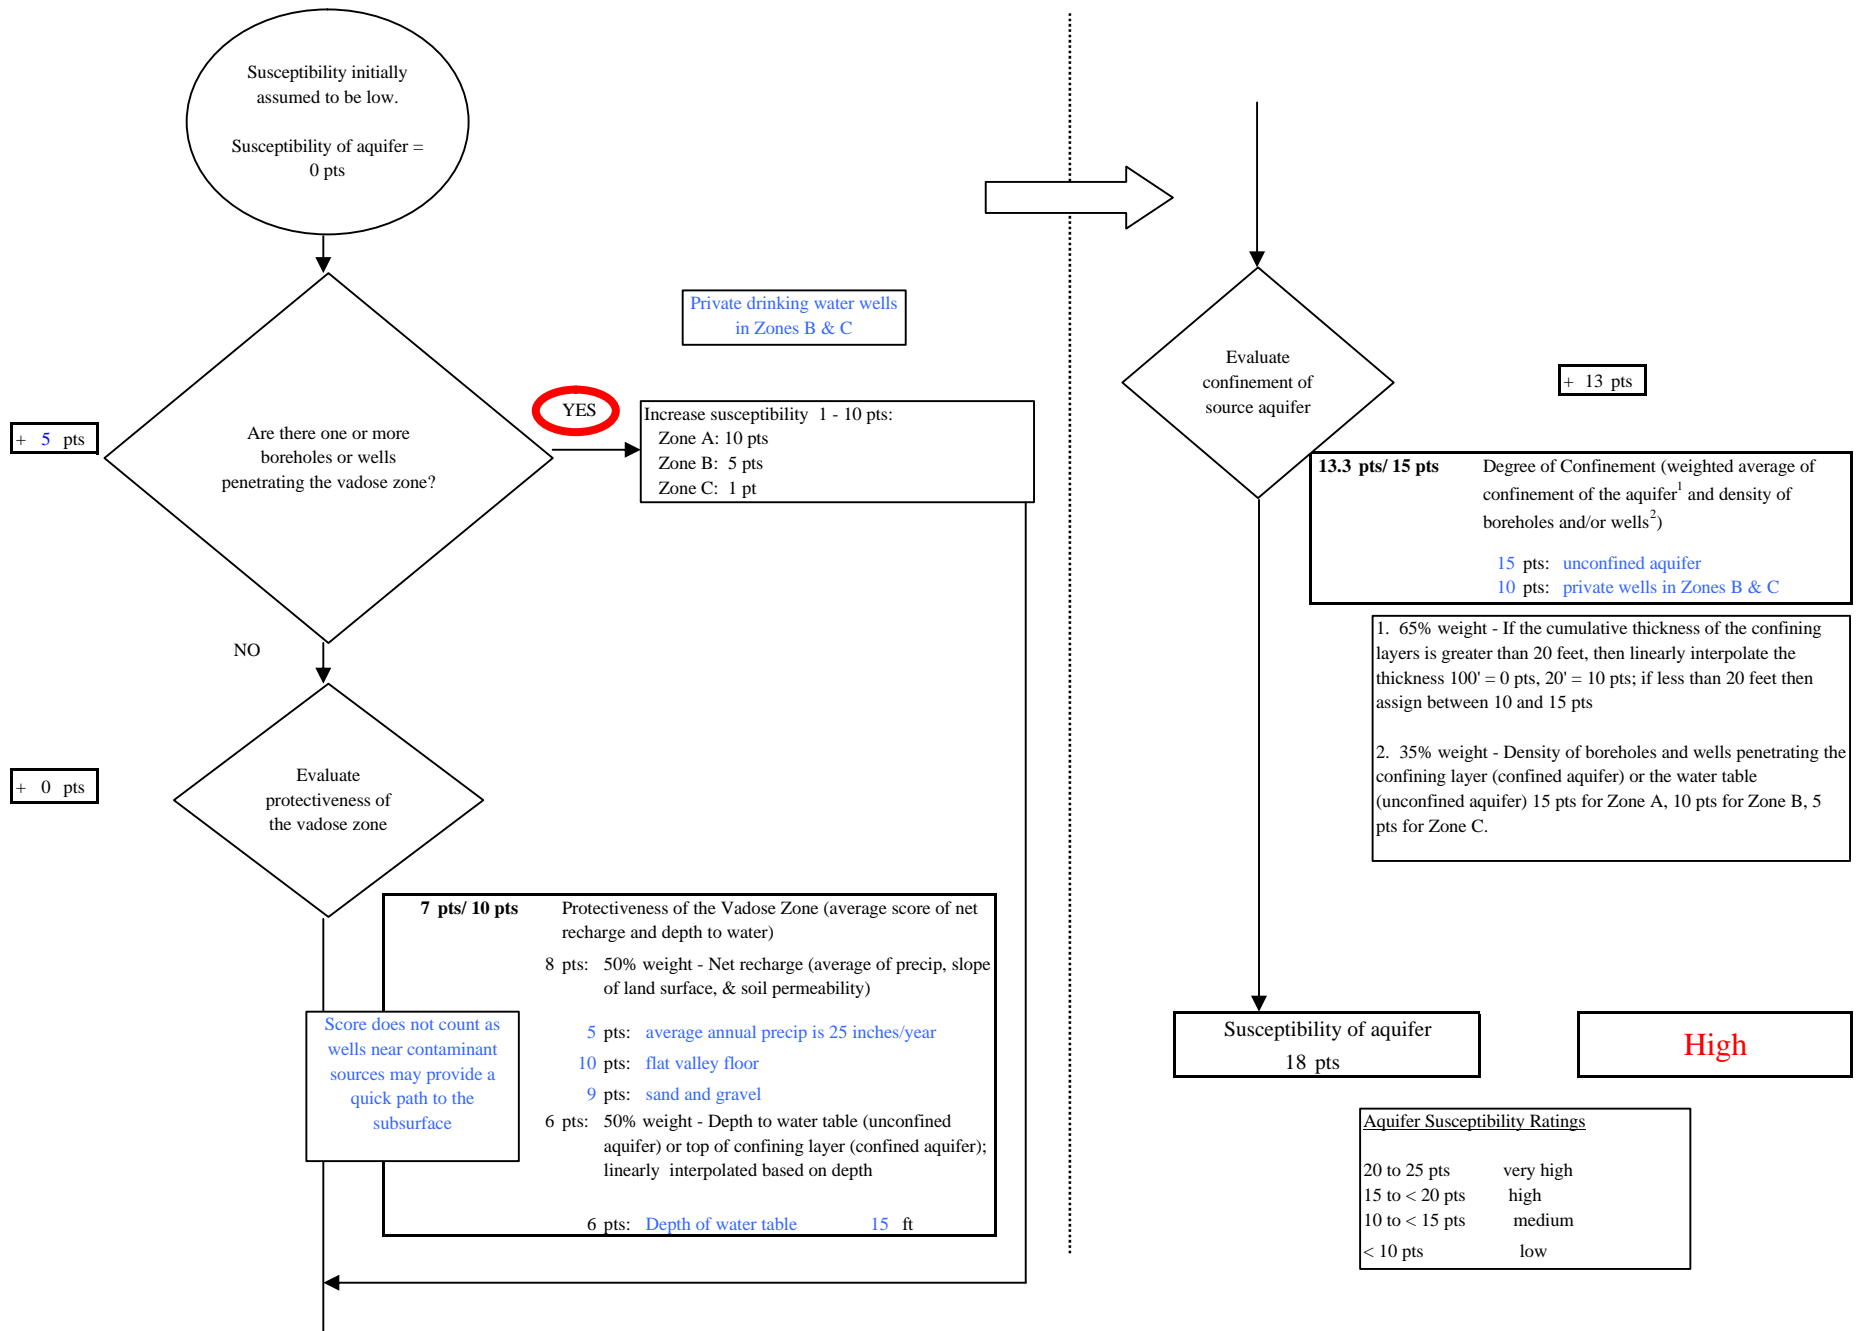 Susceptibility initially
assumed to be low.
Susceptibility of aquifer =
0 pts
Private drinking water wells
in Zones B & C
YES
+ 5 pts
Are there one or more
boreholes or wells
penetrating the vadose zone?
Increase susceptibility 1 - 10 pts:
Zone A: 10 pts
Zone B: 5 pts
Zone C: 1 pt
NO
+ 0 pts
Evaluate
protectiveness of
the vadose zone
7 pts/ 10 pts Protectiveness of the Vadose Zone (average score of net
recharge and depth to water)
8 pts: 50% weight - Net recharge (average of precip, slope
of land surface, & soil permeability)
5 pts: average annual precip is 25 inches/year
10 pts: flat valley floor
9 pts: sand and gravel
6 pts: 50% weight - Depth to water table (unconfined
aquifer) or top of confining layer (confined aquifer);
linearly interpolated based on depth
6 pts: Depth of water table 15 ft
Score does not count as
wells near contaminant
sources may provide a
quick path to the
subsurface
Evaluate
confinement of
source aquifer
+ 13 pts
13.3 pts/ 15 pts Degree of Confinement (weighted average of
confinement of the aquifer1 and density of
boreholes and/or wells2)
15 pts: unconfined aquifer
10 pts: private wells in Zones B & C
1. 65% weight - If the cumulative thickness of the confining
layers is greater than 20 feet, then linearly interpolate the
thickness 100' = 0 pts, 20' = 10 pts; if less than 20 feet then
assign between 10 and 15 pts
2. 35% weight - Density of boreholes and wells penetrating the
confining layer (confined aquifer) or the water table
(unconfined aquifer) 15 pts for Zone A, 10 pts for Zone B, 5
pts for Zone C.
Susceptibility of aquifer
18 pts
High
Aquifer Susceptibility Ratings
20 to 25 pts very high
15 to < 20 pts high
10 to < 15 pts medium
< 10 pts low